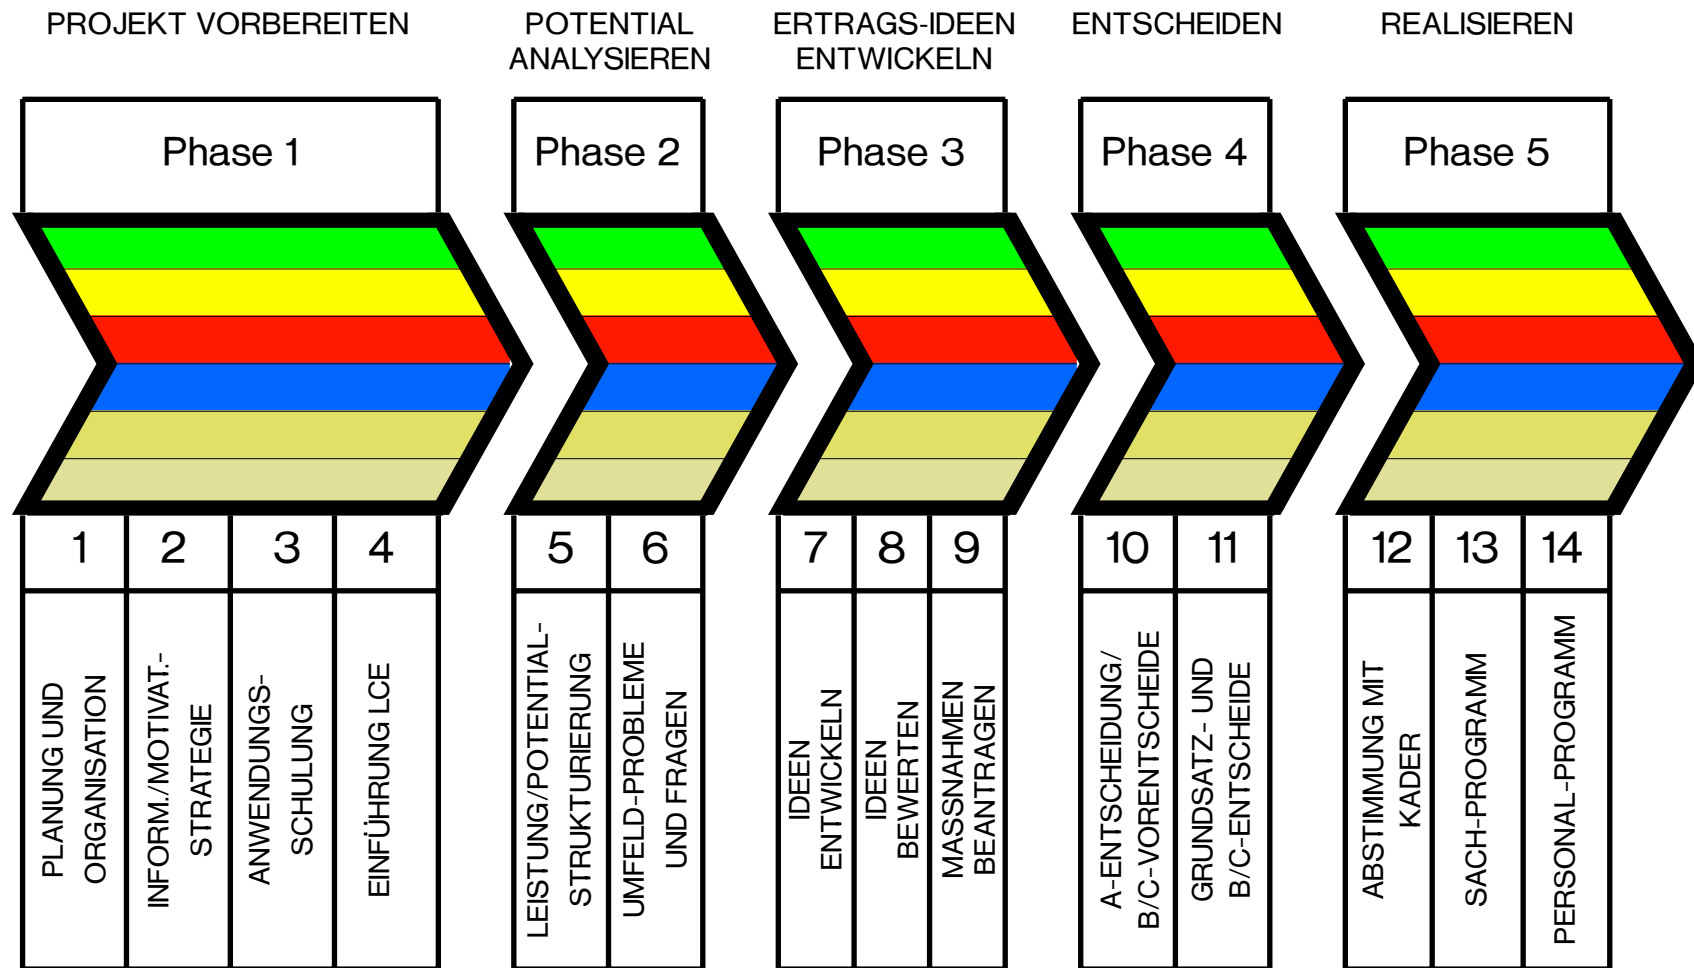 PROJEKT VORBEREITEN
POTENTIAL
ANALYSIEREN
ERTRAGS-IDEEN
ENTWICKELN
ENTSCHEIDEN
REALISIEREN
Phase 1
Phase 2
Phase 3
Phase 4
Phase 5
1
2
3
4
5
6
7
8
9
10
11
12
13
14
PLANUNG UND
ORGANISATION
INFORM./MOTIVAT.-
STRATEGIE
ANWENDUNGS-
SCHULUNG
EINFÜHRUNG LCE
LEISTUNG/POTENTIAL-
STRUKTURIERUNG
UMFELD-PROBLEME
UND FRAGEN
IDEEN
ENTWICKELN
IDEEN
BEWERTEN
MASSNAHMEN
BEANTRAGEN
A-ENTSCHEIDUNG/
B/C-VORENTSCHEIDE
GRUNDSATZ- UND
B/C-ENTSCHEIDE
ABSTIMMUNG MIT
KADER
SACH-PROGRAMM
PERSONAL-PROGRAMM